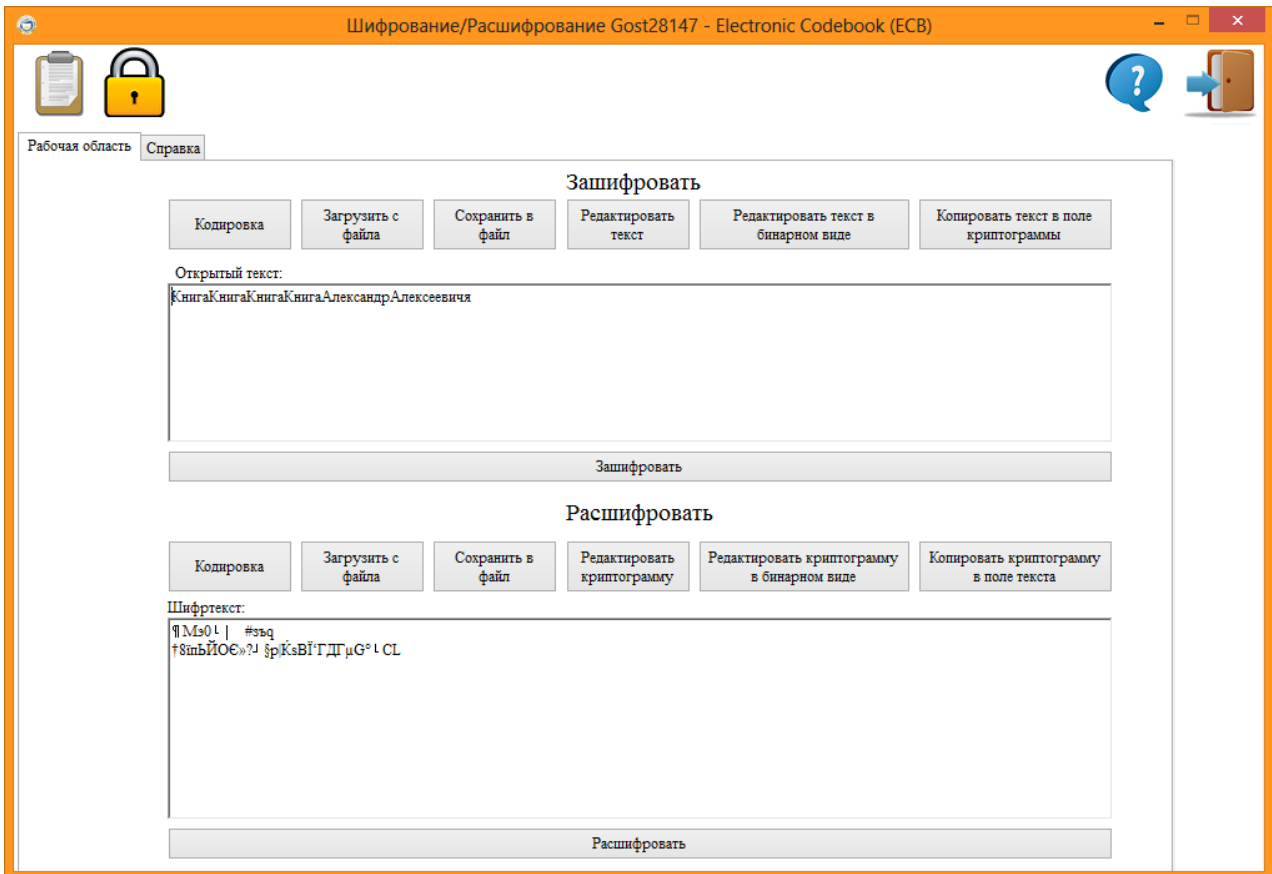 Шифрование/Расшифрование Gost28147 - Electronic Codebook (ECB)
Рабочая область Справка
Зашифровать
Кодировка
Загрузить с
файла
Сохранить в
файл
Редактировать
текст
Редактировать текст в
бинарном виде
Копировать текст в поле
криптограммы
Открытый текст:
КнигаКнигаКнигаКнигаАлександрАлексеевичя
Зашифровать
Расшифровать
Кодировка
Загрузить с
файла
Сохранить в
файл
Редактировать
криптограмму
Редактировать криптограмму
в бинарном виде
Копировать криптограмму
в поле текста
Шифртекст:
Расшифровать